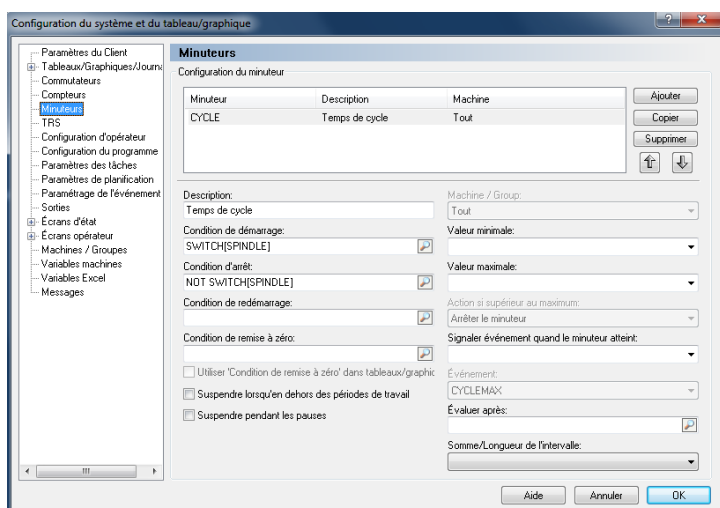 Configuration du système et du tableau/graphique
Paramètres du Client
Tableaux/Graphiques/Journa
Commutateurs
Compteurs
Minuteurs
TRS
Configuration d'opérateur
Configuration du programme
Paramètres des tâches
Paramètres de planification
Paramétrage de l'événement
Sorties
Écrans d'état
Écrans opérateur
Machines / Groupes
Variables machines
Variables Excel
Messages
Minuteurs
Configuration du minuteur
Minuteur Description Machine
CYCLE Temps de cycle Tout
Ajouter
Copier
Supprimer
Description:
Temps de cycle
Condition de démarrage:
SWITCH[SPINDLE]
Condition d'arrêt:
NOT SWITCH[SPINDLE]
Condition de redémarrage:
Condition de remise à zéro:
Utiliser 'Condition de remise à zéro' dans tableaux/graphic
Suspendre lorsqu'en dehors des périodes de travail
Suspendre pendant les pauses
Machine / Group:
Tout
Valeur minimale:
Valeur maximale:
Action si supérieur au maximum:
Arrêter le minuteur
Signaler événement quand le minuteur atteint:
Événement:
CYCLEMAX
Évaluer après:
Somme/Longueur de l'intervalle:
Aide Annuler OK